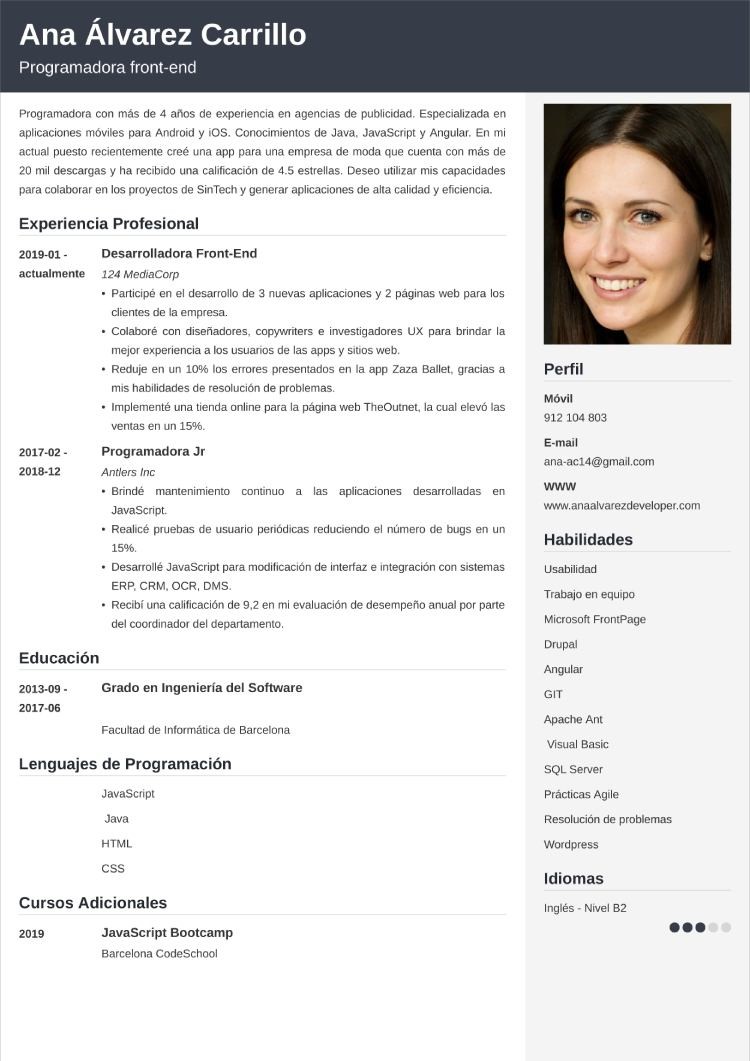 Ana Álvarez Carrillo
Programadora front-end
Programadora con más de 4 años de experiencia en agencias de publicidad. Especializada en
aplicaciones móviles para Android y iOS. Conocimientos de Java, JavaScript y Angular. En mi
actual puesto recientemente creé una app para una empresa de moda que cuenta con más de
20 mil descargas y ha recibido una calificación de 4.5 estrellas. Deseo utilizar mis capacidades
para colaborar en los proyectos de SinTech y generar aplicaciones de alta calidad y eficiencia.
Experiencia Profesional
2019-01 -
actualmente
Desarrolladora Front-End
124 MediaCorp
• Participé en el desarrollo de 3 nuevas aplicaciones y 2 páginas web para los
clientes de la empresa.
• Colaboré con diseñadores, copywriters e investigadores UX para brindar la
mejor experiencia a los usuarios de las apps y sitios web.
• Reduje en un 10% los errores presentados en la app Zaza Ballet, gracias a
mis habilidades de resolución de problemas.
• Implementé una tienda online para la página web TheOutnet, la cual elevó las
ventas en un 15%.
2017-02 -
2018-12
Programadora Jr
Antlers Inc
• Brindé mantenimiento continuo a las aplicaciones desarrolladas en
JavaScript.
• Realicé pruebas de usuario periódicas reduciendo el número de bugs en un
15%.
• Desarrollé JavaScript para modificación de interfaz e integración con sistemas
ERP, CRM, OCR, DMS.
• Recibí una calificación de 9,2 en mi evaluación de desempeño anual por parte
del coordinador del departamento.
Educación
2013-09 -
2017-06
Grado en Ingeniería del Software
Facultad de Informática de Barcelona
Lenguajes de Programación
JavaScript
Java
HTML
CSS
Cursos Adicionales
2019
JavaScript Bootcamp
Barcelona CodeSchool
Perfil
Móvil
912 104 803
E-mail
ana-ac14@gmail.com
WWW
www.anaalvarezdeveloper.com
Habilidades
Usabilidad
Trabajo en equipo
Microsoft FrontPage
Drupal
Angular
GIT
Apache Ant
Visual Basic
SQL Server
Prácticas Agile
Resolución de problemas
Wordpress
Idiomas
Inglés - Nivel B2